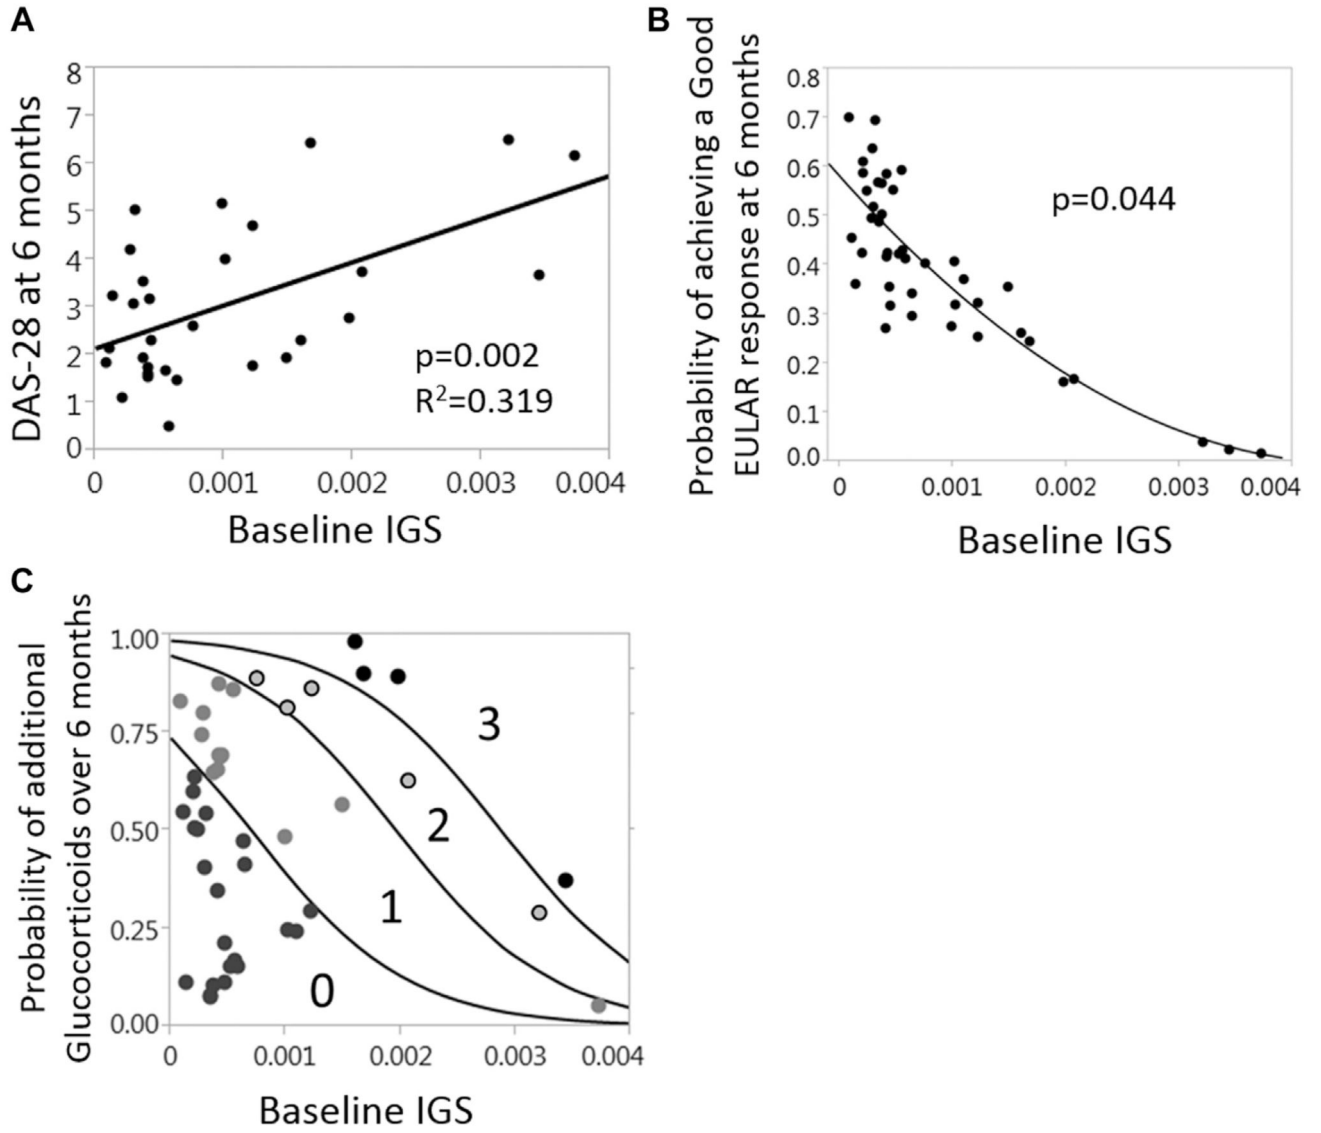 A
DAS-28 at 6 months
8
7
6
5
4
3
2
1
0
p=0.002
R²=0.319
0 0.001 0.002 0.003 0.004
Baseline IGS
B
Probability of achieving a Good
EULAR response at 6 months
0.8
0.7
0.6
0.5
0.4
0.3
0.2
0.1
0.0
p=0.044
0 0.001 0.002 0.003 0.004
Baseline IGS
C
Probability of additional
Glucocorticoids over 6 months
1.00
0.75
0.50
0.25
0.00
3
2
1
0
0 0.001 0.002 0.003 0.004
Baseline IGS